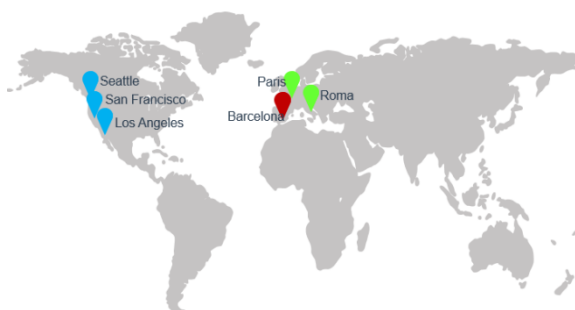 Seattle
San Francisco
Los Angeles
Paris
Roma
Barcelona